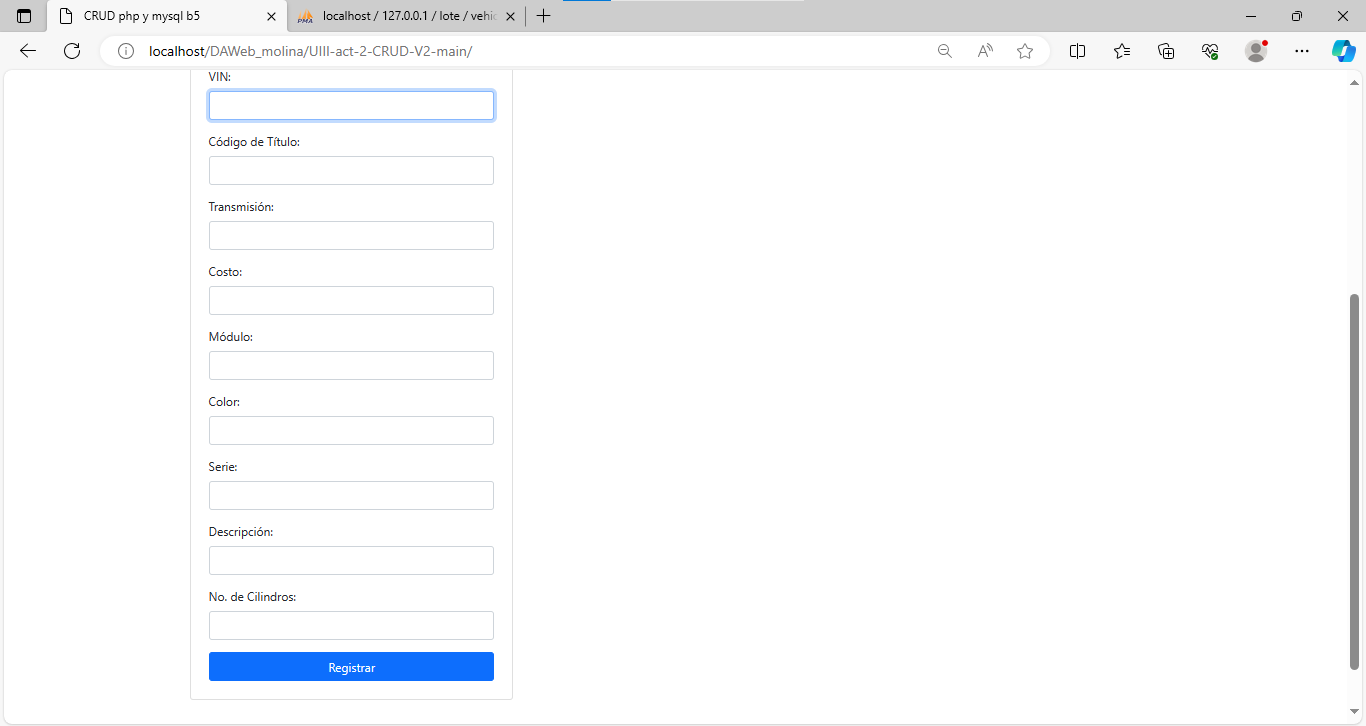 CRUD php y mysql b5
localhost / 127.0.0.1 / lote / vehic
localhost/DAWeb_molina/UIII-act-2-CRUD-V2-main/
VIN:
Código de Título:
Transmisión:
Costo:
Módulo:
Color:
Serie:
Descripción:
No. de Cilindros:
Registrar